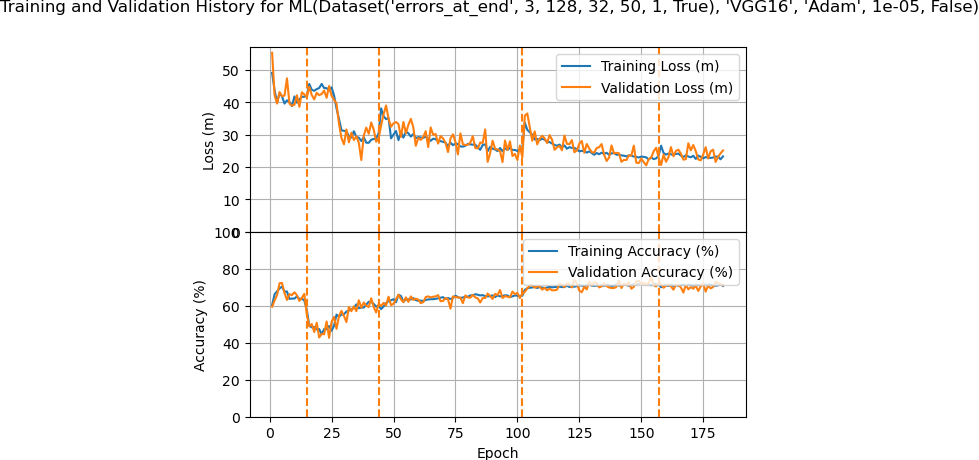 Training and Validation History for ML(Dataset('errors_at_end', 3, 128, 32, 50, 1, True), 'VGG16', 'Adam', 1e-05, False)
Training Loss (m)
Validation Loss (m)
Loss (m)
50
40
30
20
10
0
Training Accuracy (%)
Validation Accuracy (%)
Accuracy (%)
100
80
60
40
20
0
0 25 50 75 100 125 150 175
Epoch